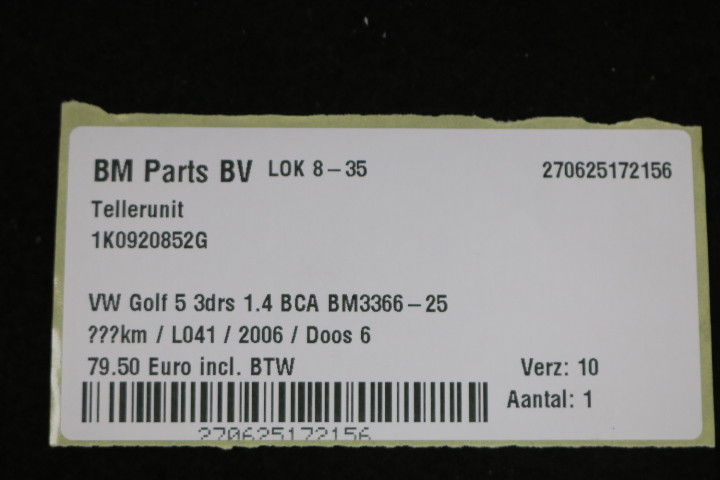 BM Parts BV LOK 8-35 270625172156
Tellerunit
1K0920852G
VW Golf 5 3drs 1.4 BCA BM3366-25
???km / L041 / 2006 / Doos 6
79.50 Euro incl. BTW Verz: 10
Aantal: 1
270625172156